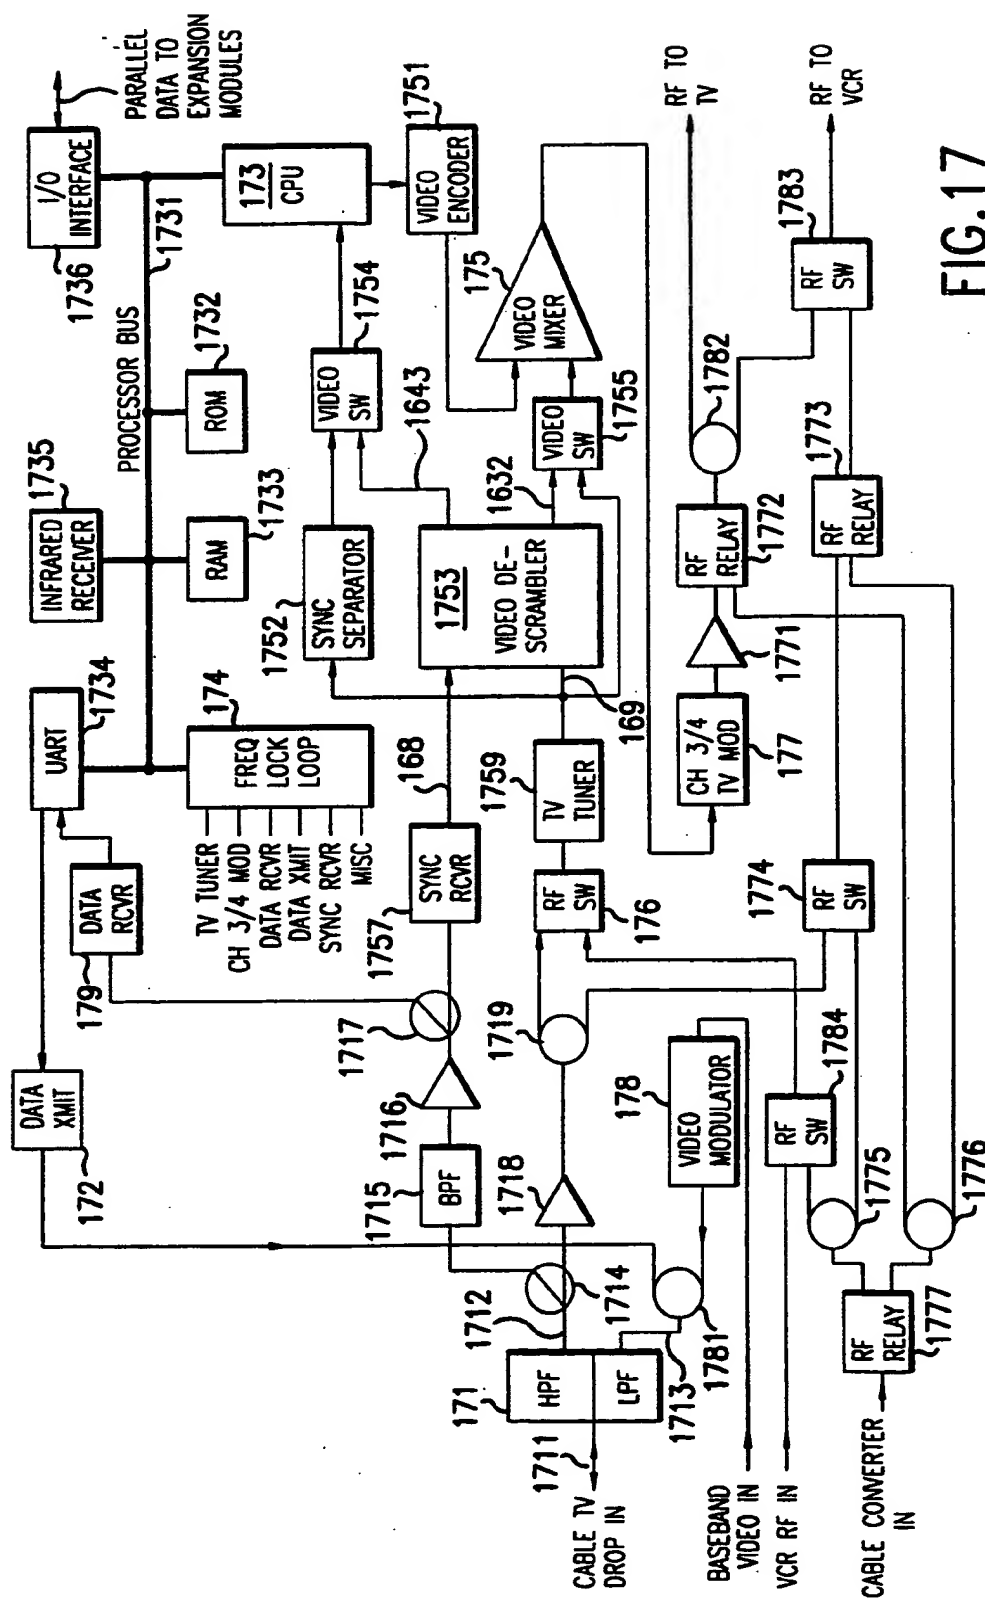 I/O
INTERFACE
1736
PARALLEL
DATA TO
EXPANSION
MODULES
PROCESSOR BUS
1731
173
CPU
VIDEO
ENCODER
1751
INFRARED
RECEIVER
1735
ROM
1732
RAM
1733
UART
1734
FREQ
LOCK
LOOP
174
TV TUNER
CH 3/4 MOD
DATA RCVR
DATA XMIT
SYNC RCVR
MISC
DATA
RCVR
179
DATA
XMIT
172
VIDEO
SW
1754
1643
SYNC
SEPARATOR
1752
1753
VIDEO DE-
SCRAMBLER
1632
VIDEO
SW
1755
VIDEO
MIXER
175
SYNC
RCVR
1757
168
1717
1716
BPF
1715
TV
TUNER
1759
169
RF
SW
176
1719
1718
1714
1712
HPF
LPF
171
1711
CABLE TV
DROP IN
1713
1781
VIDEO
MODULATOR
178
BASEBAND
VIDEO IN
VCR RF IN
RF
SW
1784
CABLE CONVERTER
IN
RF
RELAY
1777
1775
1776
RF
SW
1774
CH 3/4
TV MOD
177
1771
RF
RELAY
1772
1782
RF
RELAY
1773
RF
SW
1783
RF TO
TV
RF TO
VCR
FIG.17